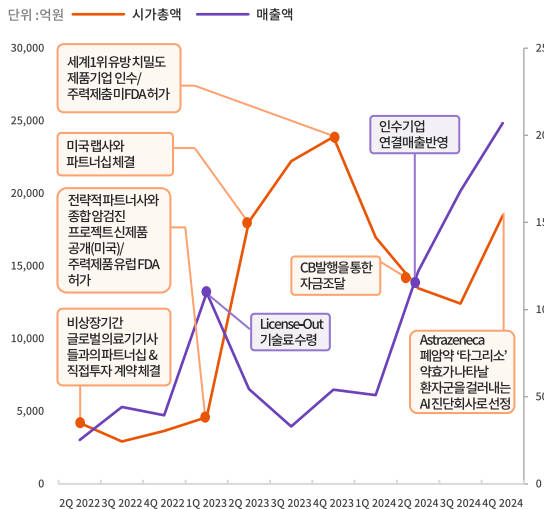 단위 :억원 시가총액 매출액
30,000
25,000
20,000
15,000
10,000
5,000
0
25
20
15
10
50
0
세계1위 유방 치밀도
제품기업 인수/
주력제춤 미FDA 허가
미국 랩사와
파트너십 체결
전략적 파트너사와
종합 암검진
프로젝트 신제품
공개(미국)/
주력제품 유럽 FDA
허가
비상장기간
글로벌 의료기기사
들과의 파트너십 &
직접투자 계약 체결
License-Out
기술료 수령
인수기업
연결매출반영
CB발행을 통한
자금조달
Astrazeneca
폐암약 ‘타그리소’
약효가 나타날
환자군을 걸러내는
AI 진단회사로 선정
2Q 2022 3Q 2022 4Q 2022 1Q 2023 2Q 2023 3Q 2023 4Q 2023 1Q 2024 2Q 2024 3Q 2024 4Q 2024